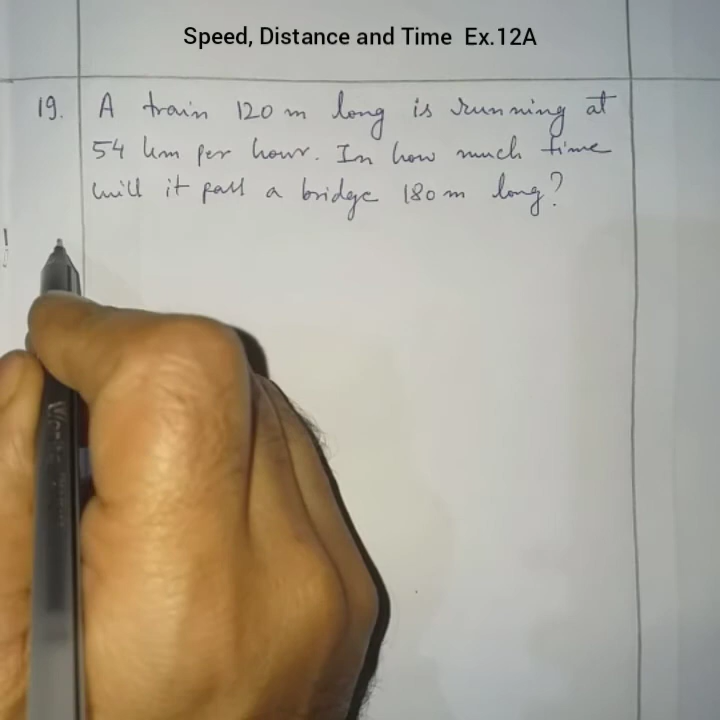 Speed, Distance and Time Ex.12A
19. A train 120 m long is running at
54 km per hour. In how much time
will it pass a bridge 180 m long?